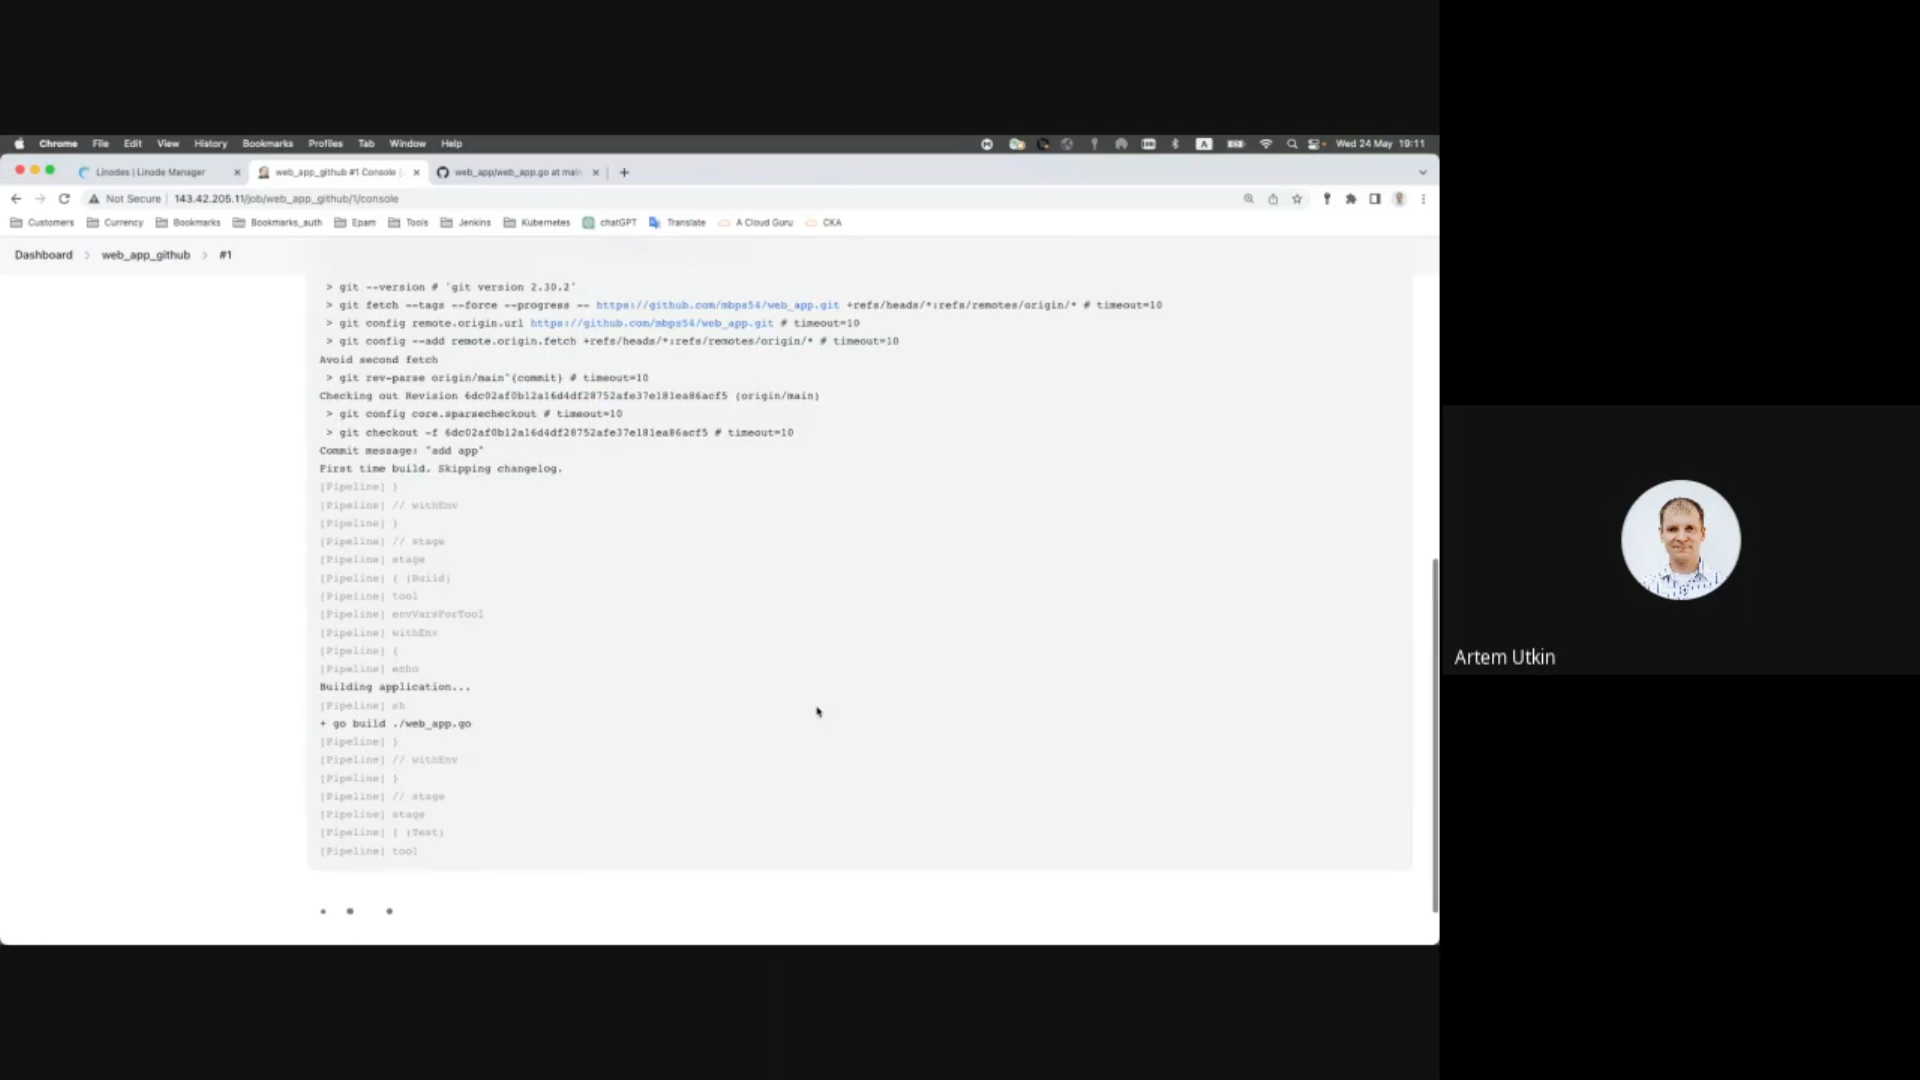 Chrome File Edit View History Bookmarks Profiles Tab Window Help Wed 24 May 19:11
Linodes | Linode Manager web_app_github #1 Console web_app/web_app.go at main
Not Secure 143.42.205.11/job/web_app_github/1/console
Customers Currency Bookmarks Bookmarks_auth Epam Tools Jenkins Kubernetes chatGPT Translate A Cloud Guru CKA
Dashboard > web_app_github > #1
> git --version # 'git version 2.30.2'
> git fetch --tags --force --progress -- https://github.com/mbps54/web_app.git +refs/heads/*:refs/remotes/origin/* # timeout=10
> git config remote.origin.url https://github.com/mbps54/web_app.git # timeout=10
> git config --add remote.origin.fetch +refs/heads/*:refs/remotes/origin/* # timeout=10
Avoid second fetch
> git rev-parse origin/main^{commit} # timeout=10
Checking out Revision 6dc02af0b12a16d4df28752afe37e181ea86acf5 (origin/main)
> git config core.sparsecheckout # timeout=10
> git checkout -f 6dc02af0b12a16d4df28752afe37e181ea86acf5 # timeout=10
Commit message: "add app"
First time build. Skipping changelog.
[Pipeline] }
[Pipeline] // withEnv
[Pipeline] }
[Pipeline] // stage
[Pipeline] stage
[Pipeline] { (Build)
[Pipeline] tool
[Pipeline] envVarsForTool
[Pipeline] withEnv
[Pipeline] {
[Pipeline] echo
Building application...
[Pipeline] sh
+ go build ./web_app.go
[Pipeline] }
[Pipeline] // withEnv
[Pipeline] }
[Pipeline] // stage
[Pipeline] stage
[Pipeline] { (Test)
[Pipeline] tool
Artem Utkin